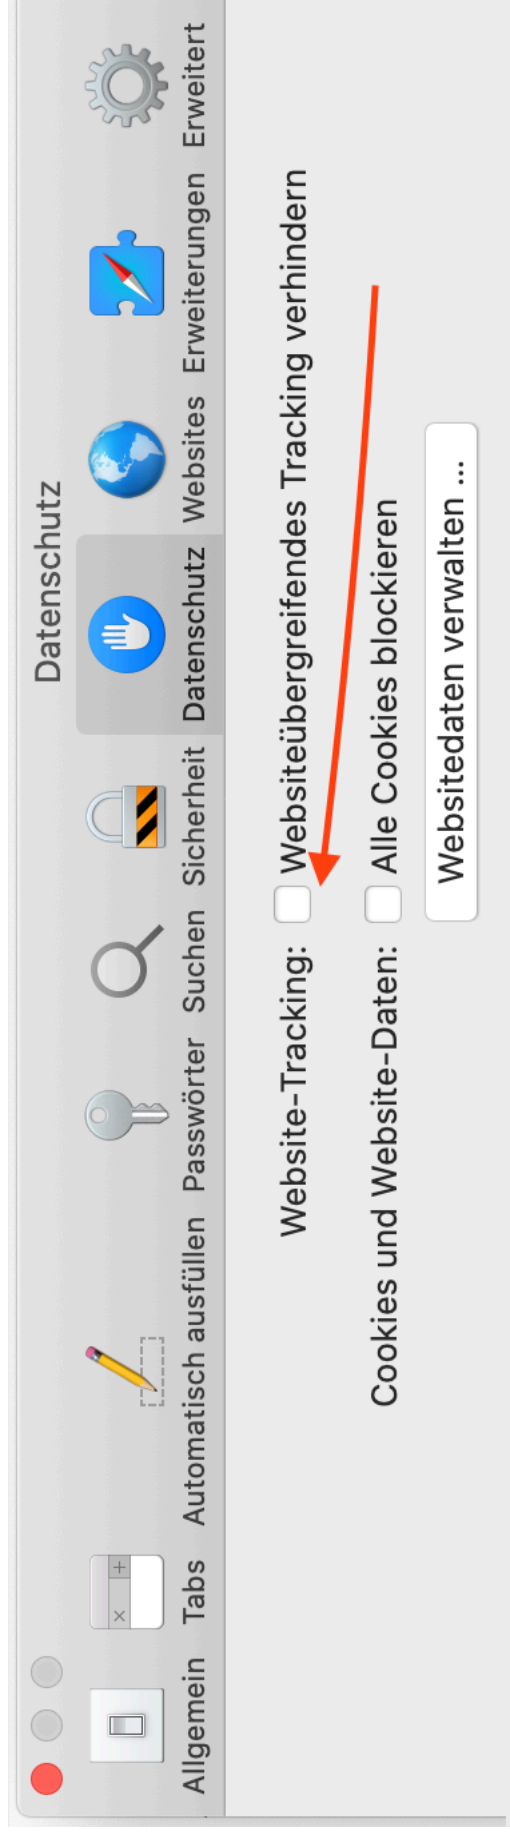 Datenschutz
Allgemein Tabs Automatisch ausfüllen Passwörter Suchen Sicherheit Datenschutz Websites Erweiterungen Erweitert
Website-Tracking: Websiteübergreifendes Tracking verhindern
Cookies und Website-Daten: Alle Cookies blockieren
Websitedaten verwalten ...